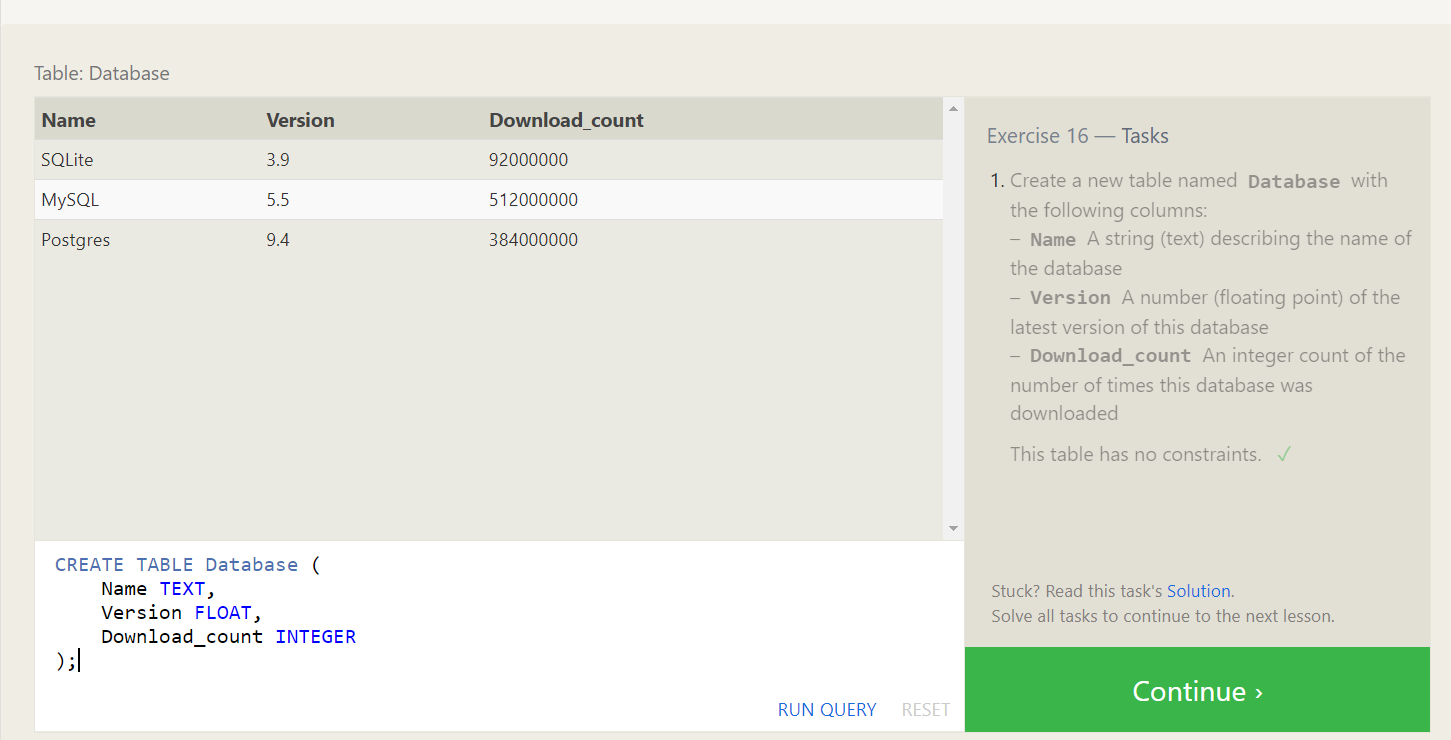 Table: Database
Name Version Download_count
SQLite 3.9 92000000
MySQL 5.5 512000000
Postgres 9.4 384000000
CREATE TABLE Database (
    Name TEXT,
    Version FLOAT,
    Download_count INTEGER
);
RUN QUERY RESET
Exercise 16 — Tasks
1. Create a new table named Database with
the following columns:
– Name A string (text) describing the name of
the database
– Version A number (floating point) of the
latest version of this database
– Download_count An integer count of the
number of times this database was
downloaded
This table has no constraints. ✓
Stuck? Read this task's Solution.
Solve all tasks to continue to the next lesson.
Continue ›